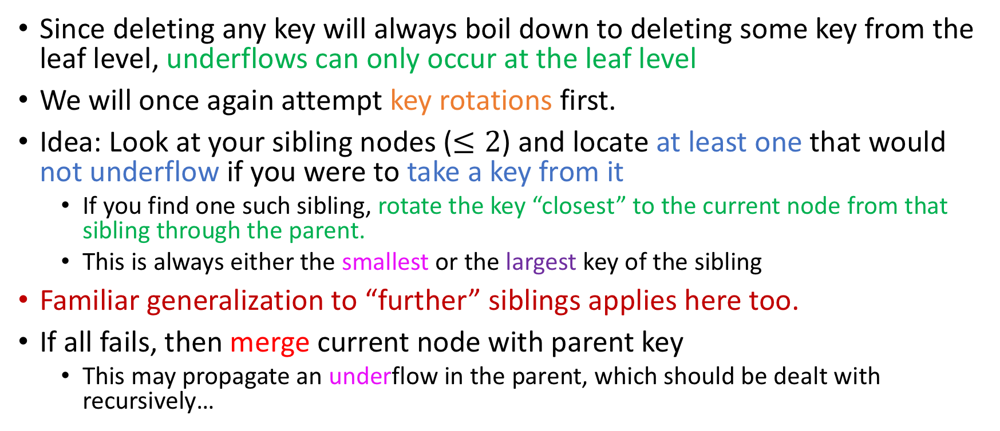 • Since deleting any key will always boil down to deleting some key from the
leaf level, underflows can only occur at the leaf level
• We will once again attempt key rotations first.
• Idea: Look at your sibling nodes (≤ 2) and locate at least one that would
not underflow if you were to take a key from it
• If you find one such sibling, rotate the key “closest” to the current node from that
sibling through the parent.
• This is always either the smallest or the largest key of the sibling
• Familiar generalization to “further” siblings applies here too.
• If all fails, then merge current node with parent key
• This may propagate an underflow in the parent, which should be dealt with
recursively…